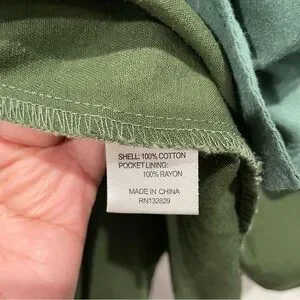 SHELL: 100% COTTON
POCKET LINING:
100% RAYON
MADE IN CHINA
RN132829